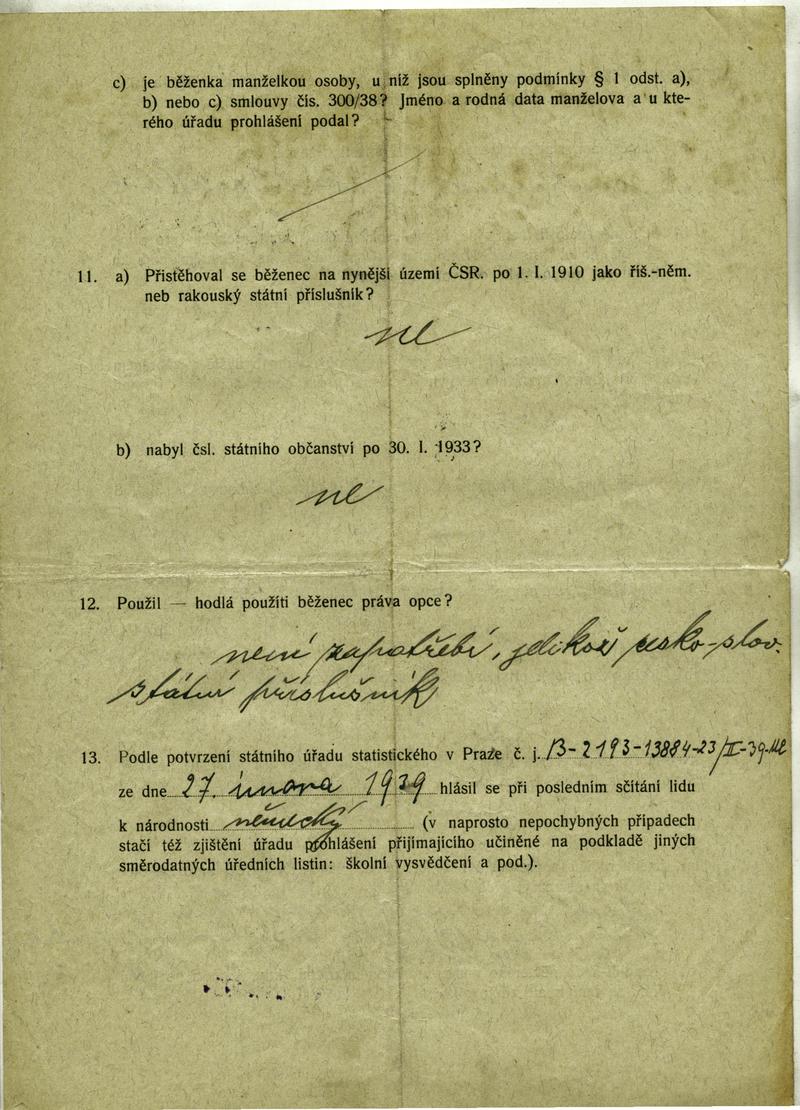 c) je běženka manželkou osoby, u níž jsou splněny podmínky § 1 odst. a),
b) nebo c) smlouvy čís. 300/38? Jméno a rodná data manželova a u kte-
rého úřadu prohlášení podal?
11. a) Přistěhoval se běženec na nynější území ČSR. po 1. I. 1910 jako říš.-něm.
neb rakouský státní příslušník?
ne
b) nabyl čsl. státního občanství po 30. I. 1933?
ne
12. Použil — hodlá použíti běženec práva opce?
není zapotřebí, jelikož česko-slov.
státní příslušník
13. Podle potvrzení státního úřadu statistického v Praze č. j. B-2193-13884-23/II-39-
ze dne 27. února 1939 hlásil se při posledním sčítání lidu
k národnosti německý (v naprosto nepochybných případech
stačí též zjištění úřadu prohlášení přijímajícího učiněné na podkladě jiných
směrodatných úředních listin: školní vysvědčení a pod.).